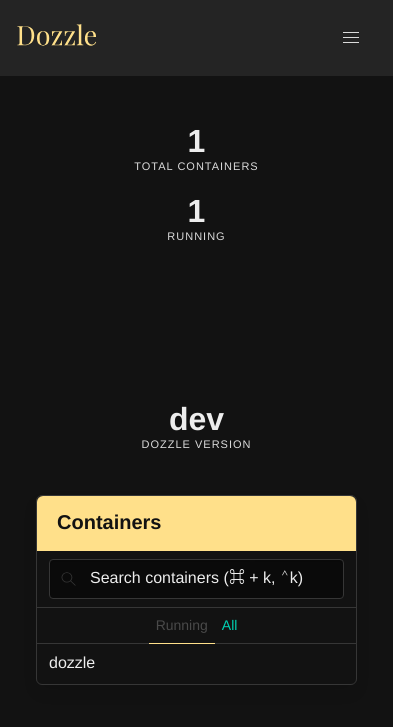 Dozzle
1
TOTAL CONTAINERS
1
RUNNING
dev
DOZZLE VERSION
Containers
Search containers (⌘ + k, ⌃k)
Running All
dozzle